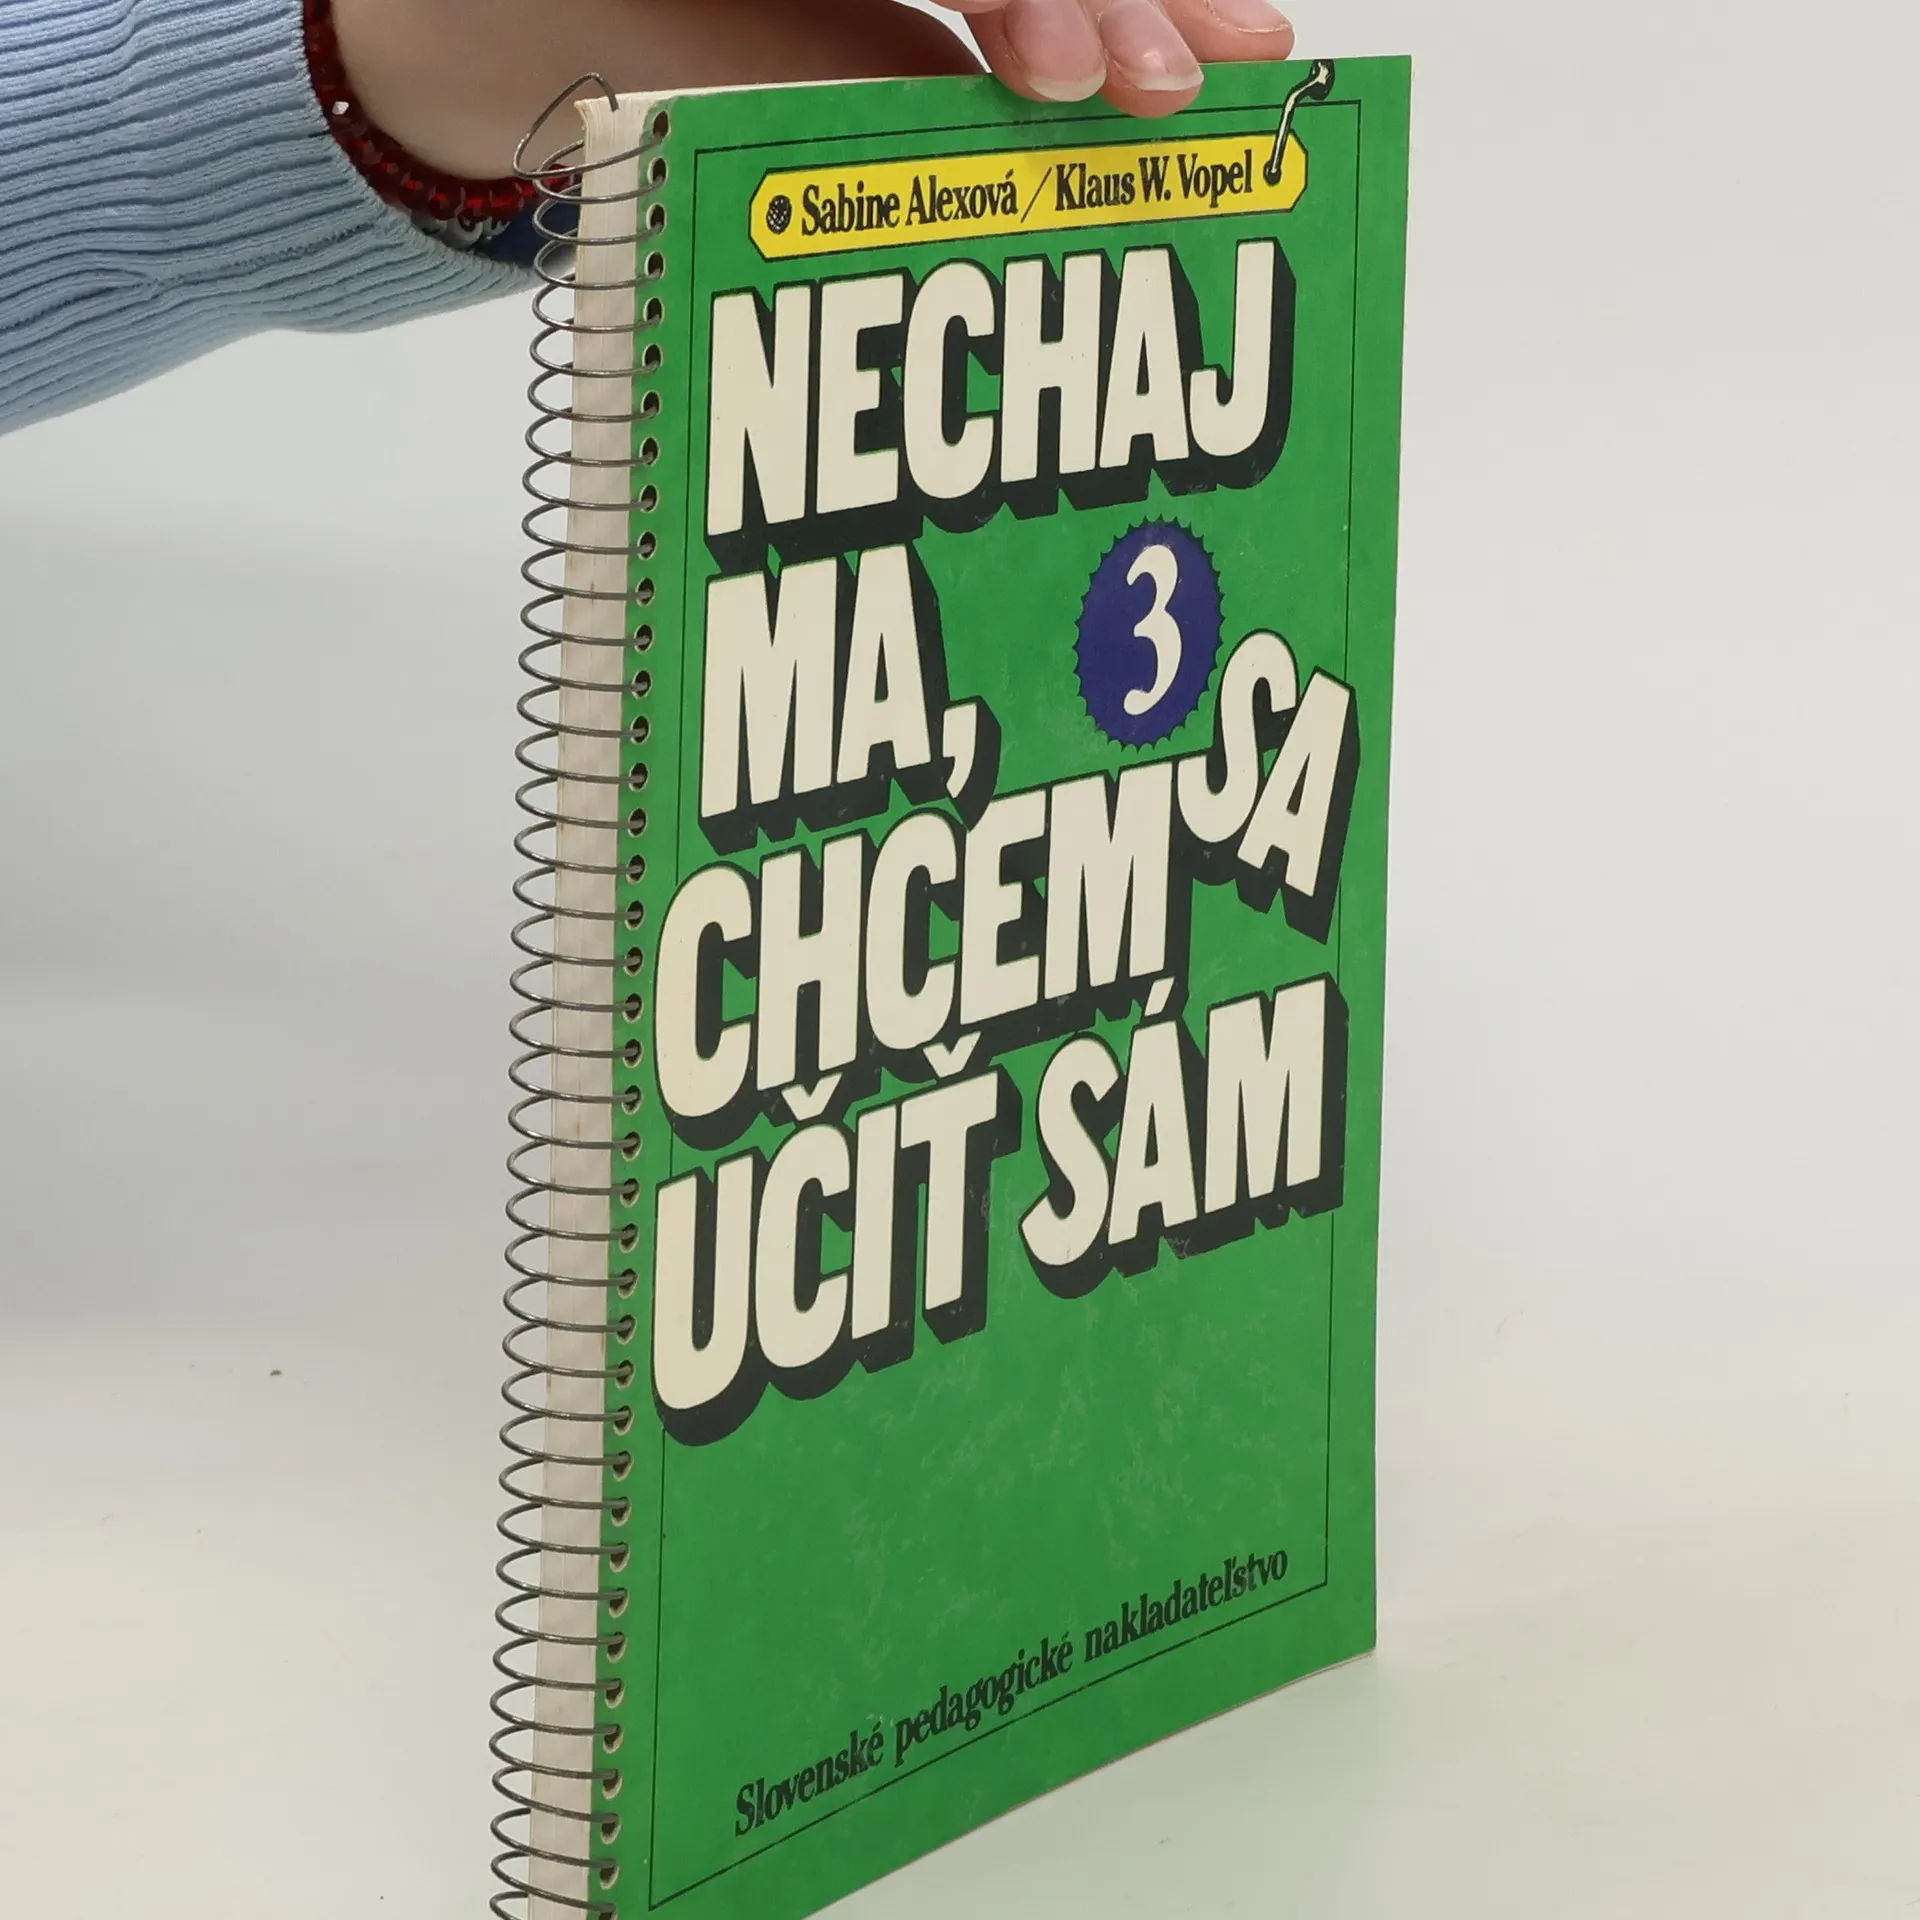 Sabine Alexová / Klaus W. Vopel
NECHAJ
MA, 3
CHCEM SA
UČIŤ SÁM
Slovenské pedagogické nakladateľstvo